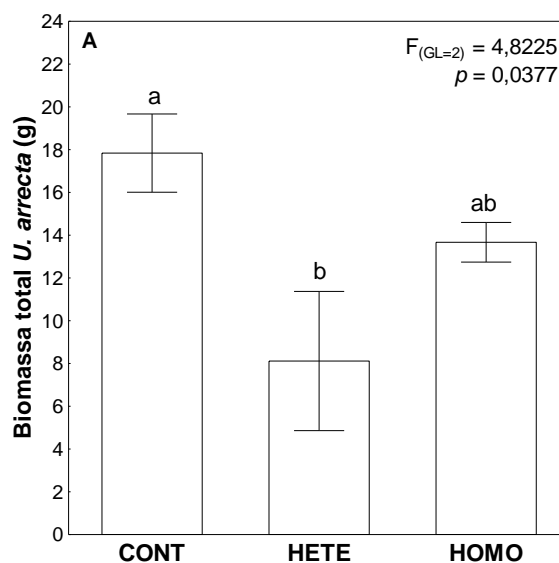 A
F(GL=2) = 4,8225
p = 0,0377
Biomassa total U. arrecta (g)
24
22
20
18
16
14
12
10
8
6
4
2
0
a
b
ab
CONT HETE HOMO